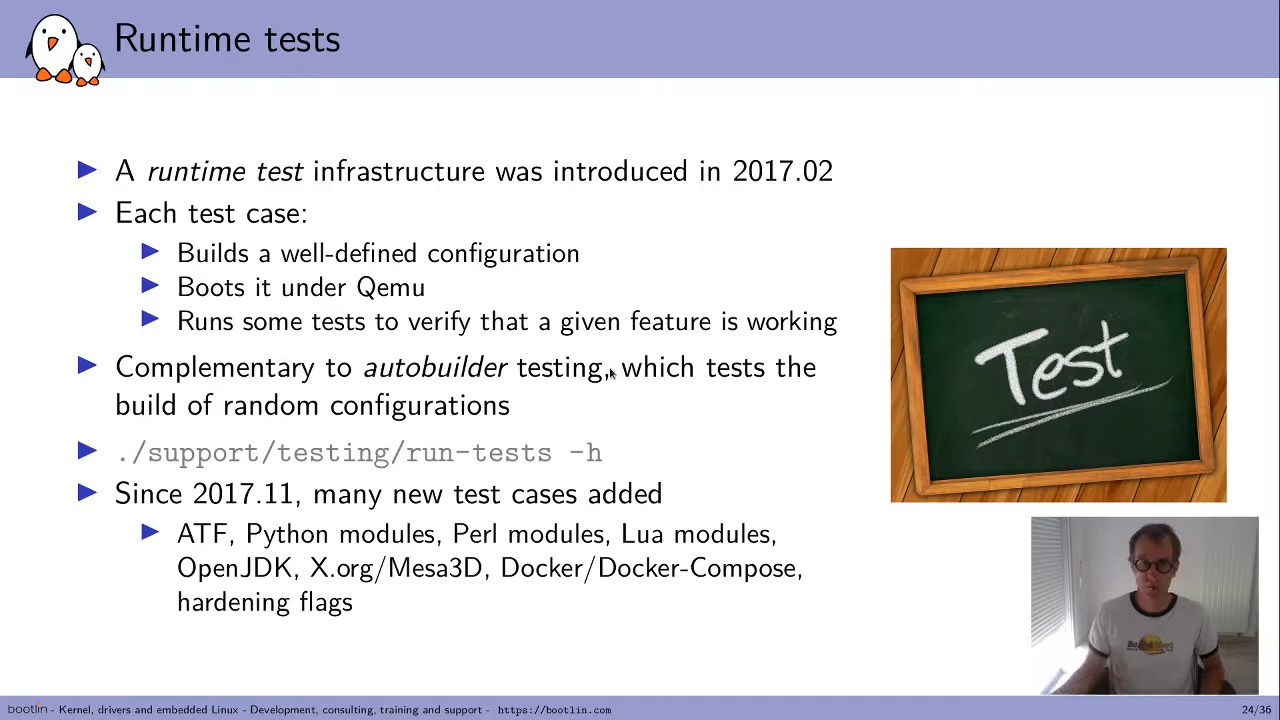 Runtime tests
A runtime test infrastructure was introduced in 2017.02
Each test case:
Builds a well-defined configuration
Boots it under Qemu
Runs some tests to verify that a given feature is working
Complementary to autobuilder testing, which tests the
build of random configurations
./support/testing/run-tests -h
Since 2017.11, many new test cases added
ATF, Python modules, Perl modules, Lua modules,
OpenJDK, X.org/Mesa3D, Docker/Docker-Compose,
hardening flags
Test
bootlin - Kernel, drivers and embedded Linux - Development, consulting, training and support - https://bootlin.com
24/36